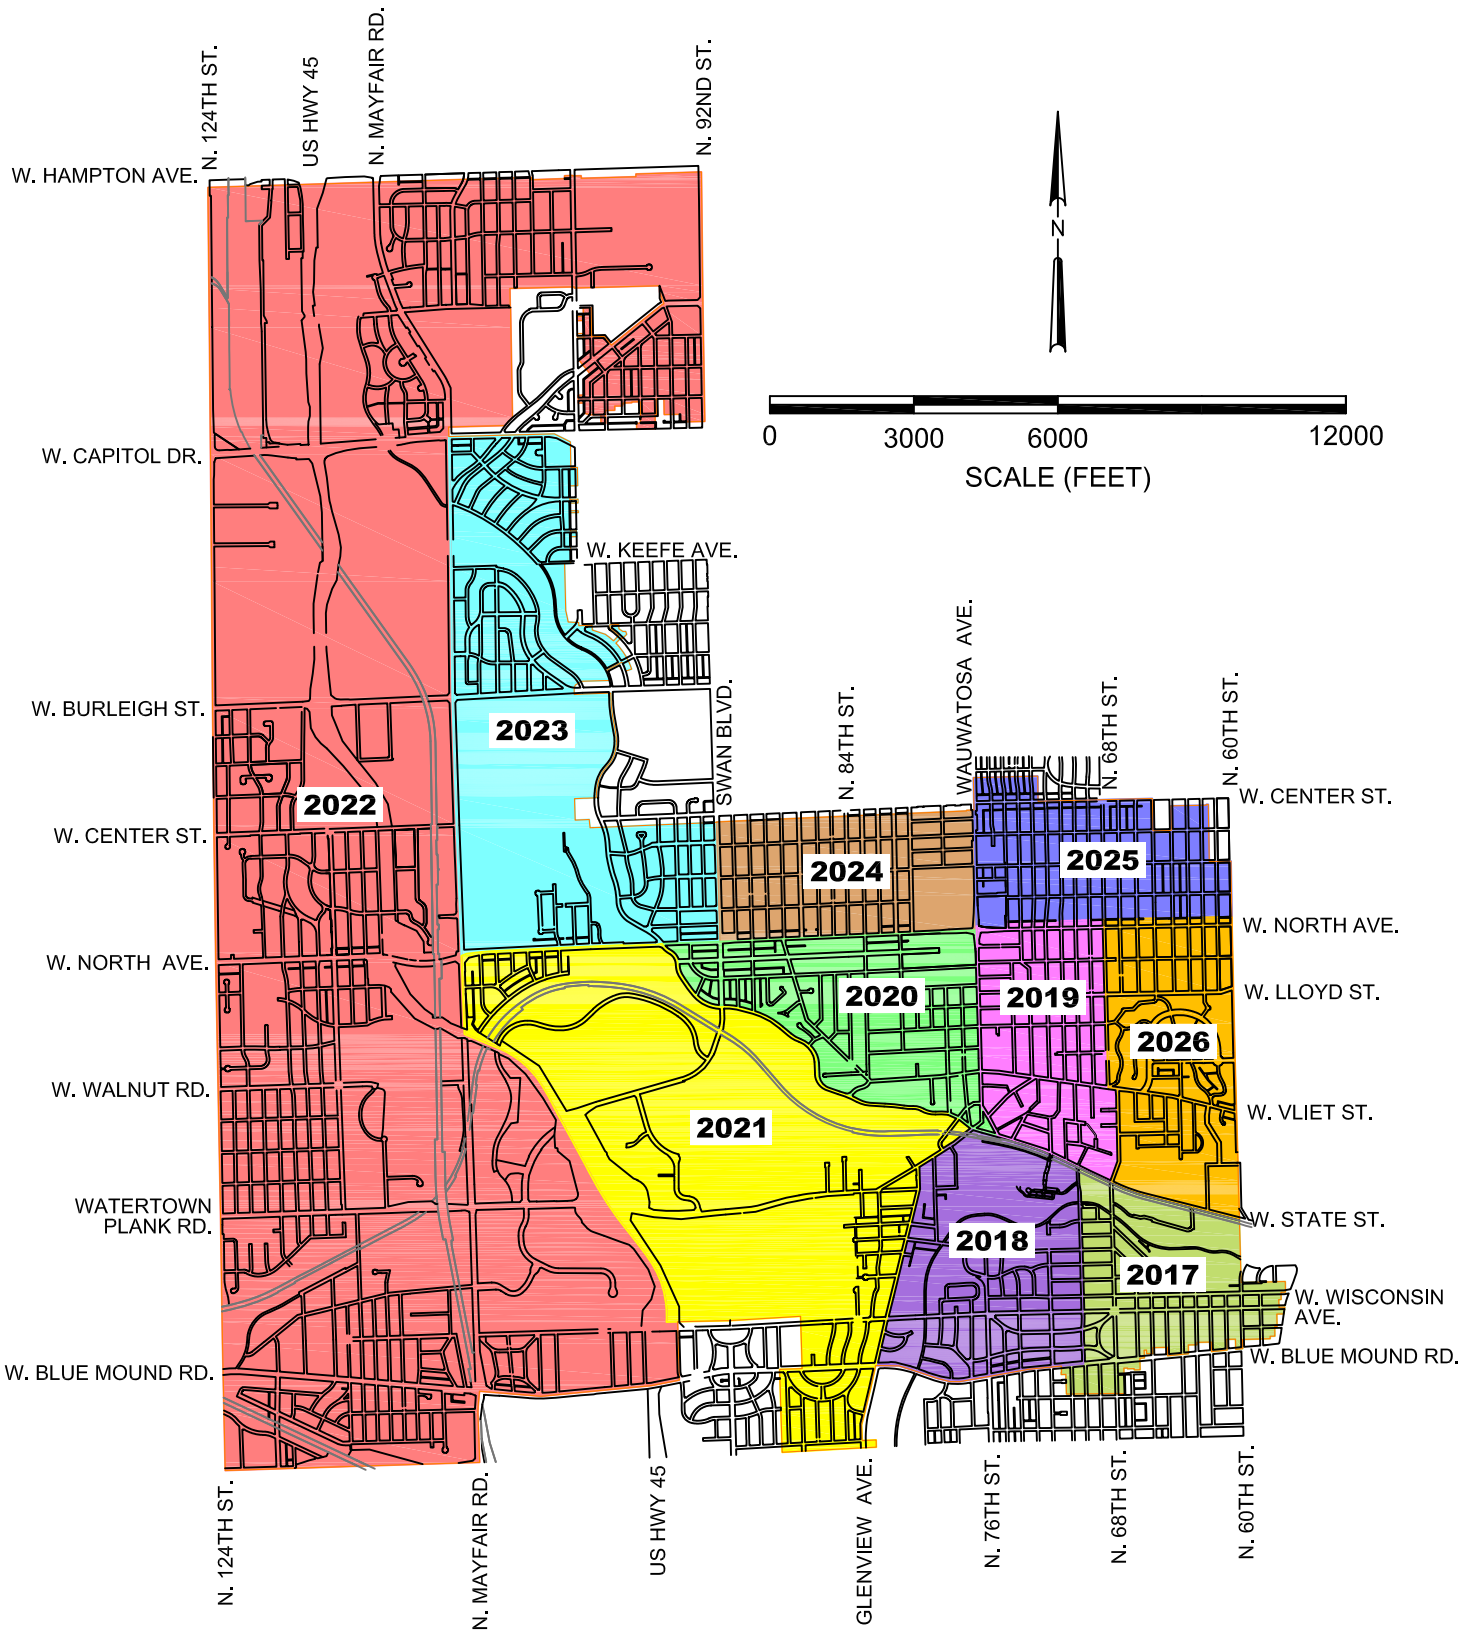 N. 124TH ST.
US HWY 45
N. MAYFAIR RD.
N. 92ND ST.
W. HAMPTON AVE.
N
0
3000
6000
12000
SCALE (FEET)
W. CAPITOL DR.
W. KEEFE AVE.
W. BURLEIGH ST.
SWAN BLVD.
N. 84TH ST.
WAUWATOSA AVE.
N. 68TH ST.
N. 60TH ST.
2023
2022
W. CENTER ST.
W. CENTER ST.
2024
2025
W. NORTH AVE.
W. NORTH AVE.
2020
2019
W. LLOYD ST.
2026
W. WALNUT RD.
2021
W. VLIET ST.
WATERTOWN
PLANK RD.
W. STATE ST.
2018
2017
W. WISCONSIN
AVE.
W. BLUE MOUND RD.
W. BLUE MOUND RD.
N. 124TH ST.
N. MAYFAIR RD.
US HWY 45
GLENVIEW AVE.
N. 76TH ST.
N. 68TH ST.
N. 60TH ST.